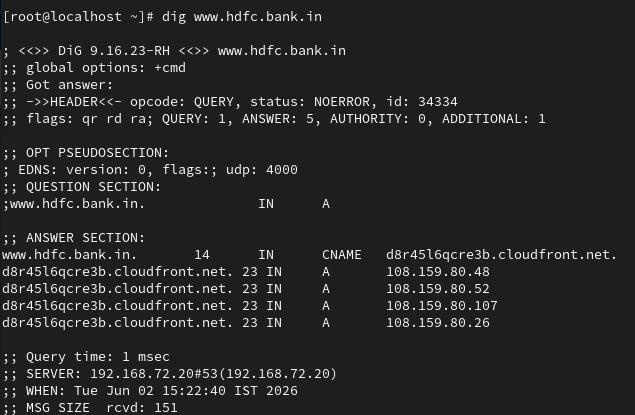 [root@localhost ~]# dig www.hdfc.bank.in
; <<>> DiG 9.16.23-RH <<>> www.hdfc.bank.in
;; global options: +cmd
;; Got answer:
;; ->>HEADER<<- opcode: QUERY, status: NOERROR, id: 34334
;; flags: qr rd ra; QUERY: 1, ANSWER: 5, AUTHORITY: 0, ADDITIONAL: 1
;; OPT PSEUDOSECTION:
; EDNS: version: 0, flags:; udp: 4000
;; QUESTION SECTION:
;www.hdfc.bank.in. IN A
;; ANSWER SECTION:
www.hdfc.bank.in. 14 IN CNAME d8r45l6qcre3b.cloudfront.net.
d8r45l6qcre3b.cloudfront.net. 23 IN A 108.159.80.48
d8r45l6qcre3b.cloudfront.net. 23 IN A 108.159.80.52
d8r45l6qcre3b.cloudfront.net. 23 IN A 108.159.80.107
d8r45l6qcre3b.cloudfront.net. 23 IN A 108.159.80.26
;; Query time: 1 msec
;; SERVER: 192.168.72.20#53(192.168.72.20)
;; WHEN: Tue Jun 02 15:22:40 IST 2026
;; MSG SIZE rcvd: 151